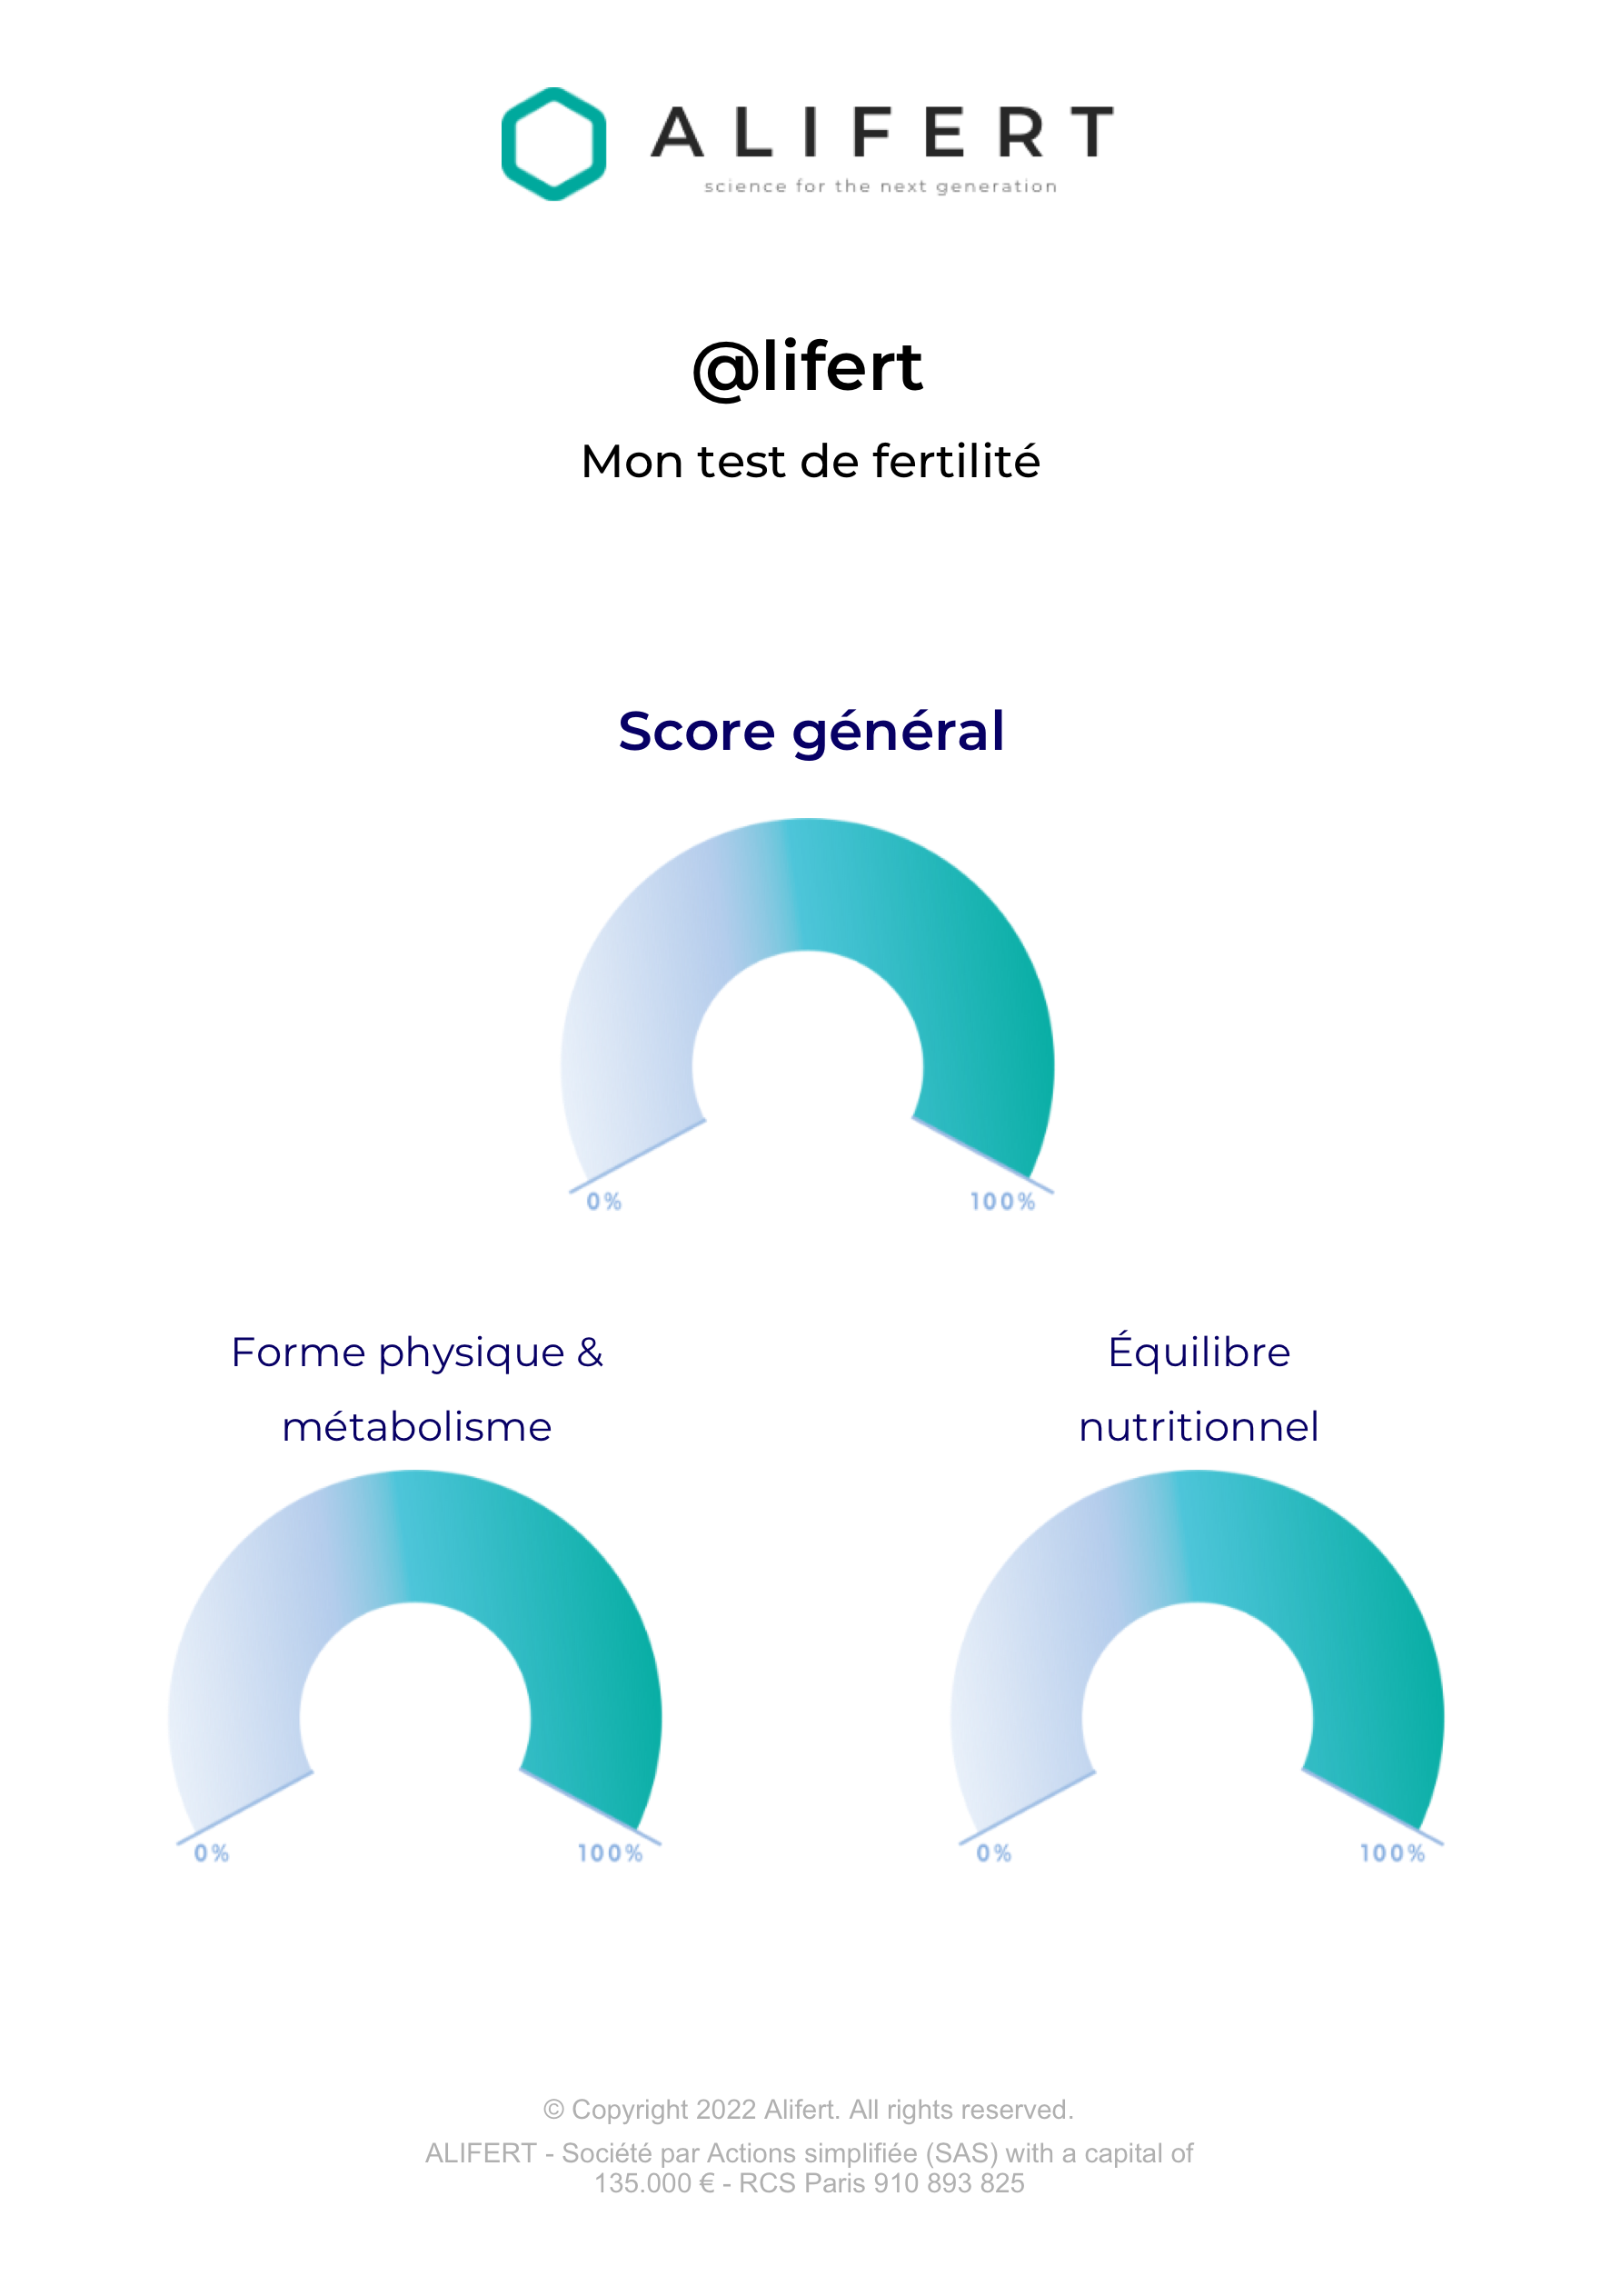 ALIFERT
science for the next generation
@lifert
Mon test de fertilité
Score général
0%
100%
Forme physique &
métabolisme
Équilibre
nutritionnel
0%
100%
0%
100%
© Copyright 2022 Alifert. All rights reserved.
ALIFERT - Société par Actions simplifiée (SAS) with a capital of
135.000 € - RCS Paris 910 893 825